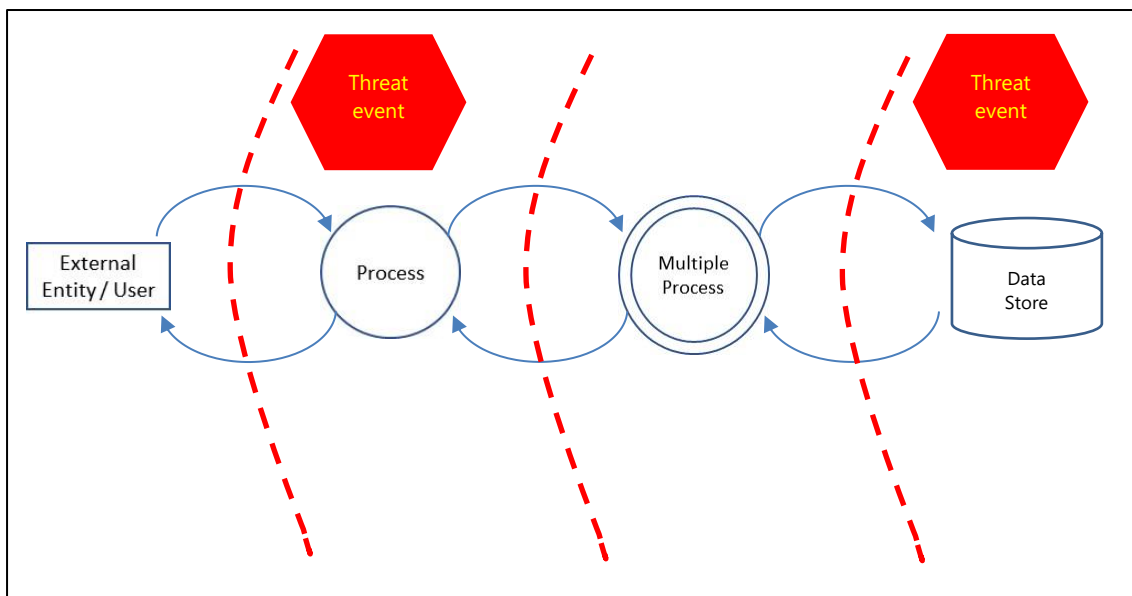 Threat
event
Threat
event
External
Entity / User
Process
Multiple
Process
Data
Store